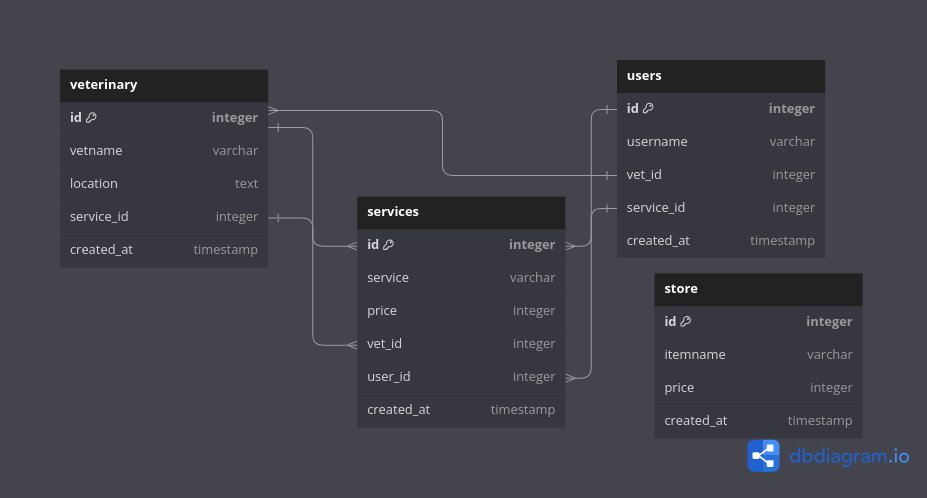 veterinary
id integer
vetname varchar
location text
service_id integer
created_at timestamp
services
id integer
service varchar
price integer
vet_id integer
user_id integer
created_at timestamp
users
id integer
username varchar
vet_id integer
service_id integer
created_at timestamp
store
id integer
itemname varchar
price integer
created_at timestamp
dbdiagram.io